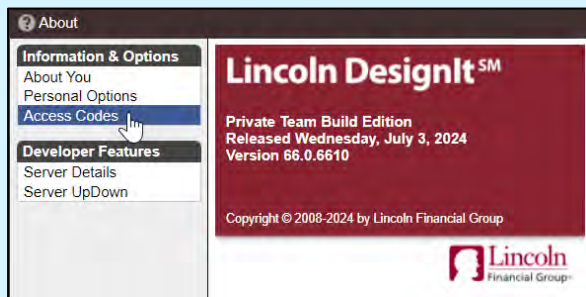 About
Information & Options
About You
Personal Options
Access Codes
Developer Features
Server Details
Server UpDown
Lincoln DesignIt℠
Private Team Build Edition
Released Wednesday, July 3, 2024
Version 66.0.6610
Copyright © 2008-2024 by Lincoln Financial Group
Lincoln
Financial Group®